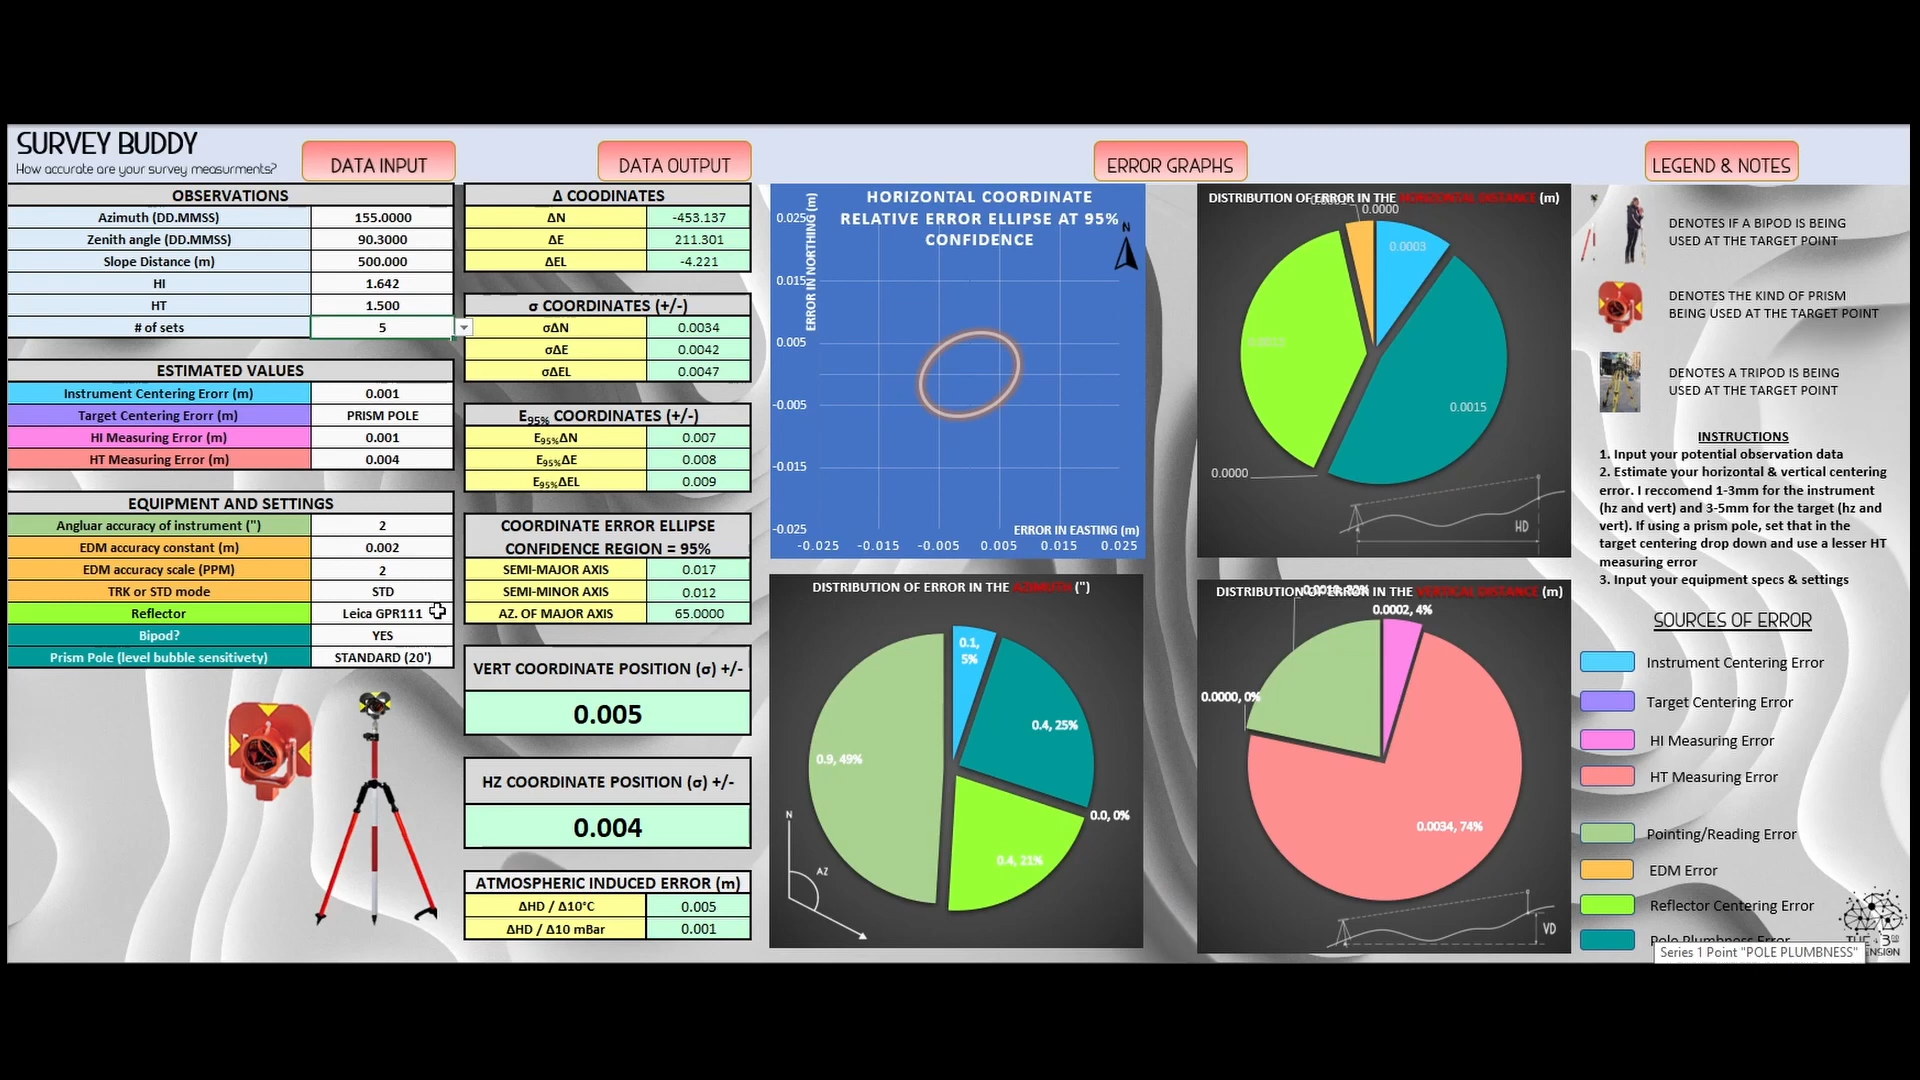 SURVEY BUDDY
How accurate are your survey measurments?
DATA INPUT
DATA OUTPUT
ERROR GRAPHS
LEGEND & NOTES
OBSERVATIONS
Azimuth (DD.MMSS) 155.0000
Zenith angle (DD.MMSS) 90.3000
Slope Distance (m) 500.000
HI 1.642
HT 1.500
# of sets 5
ESTIMATED VALUES
Instrument Centering Erorr (m) 0.001
Target Centering Erorr (m) PRISM POLE
HI Measuring Error (m) 0.001
HT Measuring Error (m) 0.004
EQUIPMENT AND SETTINGS
Angluar accuracy of instrument (") 2
EDM accuracy constant (m) 0.002
EDM accuracy scale (PPM) 2
TRK or STD mode STD
Reflector Leica GPR111
Bipod? YES
Prism Pole (level bubble sensitivety) STANDARD (20')
Δ COODINATES
ΔN -453.137
ΔE 211.301
ΔEL -4.221
σ COORDINATES (+/-)
σΔN 0.0034
σΔE 0.0042
σΔEL 0.0047
E95% COORDINATES (+/-)
E95%ΔN 0.007
E95%ΔE 0.008
E95%ΔEL 0.009
COORDINATE ERROR ELLIPSE
CONFIDENCE REGION = 95%
SEMI-MAJOR AXIS 0.017
SEMI-MINOR AXIS 0.012
AZ. OF MAJOR AXIS 65.0000
VERT COORDINATE POSITION (σ) +/-
0.005
HZ COORDINATE POSITION (σ) +/-
0.004
ATMOSPHERIC INDUCED ERROR (m)
ΔHD / Δ10°C 0.005
ΔHD / Δ10 mBar 0.001
HORIZONTAL COORDINATE
RELATIVE ERROR ELLIPSE AT 95%
CONFIDENCE
N
ERROR IN NORTHING (m)
0.025
0.015
0.005
-0.005
-0.015
-0.025
ERROR IN EASTING (m)
-0.025 -0.015 -0.005 0.005 0.015 0.025
DISTRIBUTION OF ERROR IN THE AZIMUTH (")
0.1,
5%
0.4, 25%
0.9, 49%
0.0, 0%
0.4, 21%
N
AZ
DISTRIBUTION OF ERROR IN THE HORIZONTAL DISTANCE (m)
0.0000
0.0003
0.0015
0.0000
HD
DISTRIBUTION OF ERROR IN THE VERTICAL DISTANCE (m)
0.0002, 4%
0.0000, 0%
0.0034, 74%
VD
DENOTES IF A BIPOD IS BEING
USED AT THE TARGET POINT
DENOTES THE KIND OF PRISM
BEING USED AT THE TARGET POINT
DENOTES A TRIPOD IS BEING
USED AT THE TARGET POINT
INSTRUCTIONS
1. Input your potential observation data
2. Estimate your horizontal & vertical centering
error. I reccomend 1-3mm for the instrument
(hz and vert) and 3-5mm for the target (hz and
vert). If using a prism pole, set that in the
target centering drop down and use a lesser HT
measuring error
3. Input your equipment specs & settings
SOURCES OF ERROR
Instrument Centering Error
Target Centering Error
HI Measuring Error
HT Measuring Error
Pointing/Reading Error
EDM Error
Reflector Centering Error
Pole Plumbness Error
Series 1 Point "POLE PLUMBNESS"